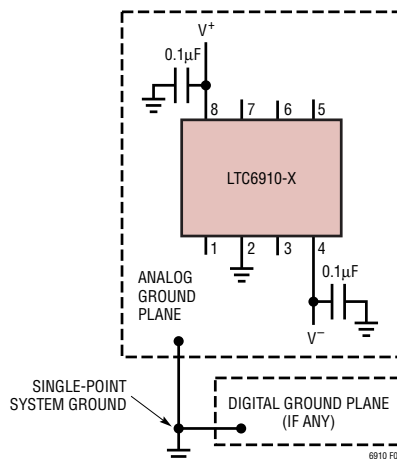 V+
0.1µF
8 7 6 5
LTC6910-X
1 2 3 4
0.1µF
V−
ANALOG
GROUND
PLANE
SINGLE-POINT
SYSTEM GROUND
DIGITAL GROUND PLANE
(IF ANY)
6910 F0